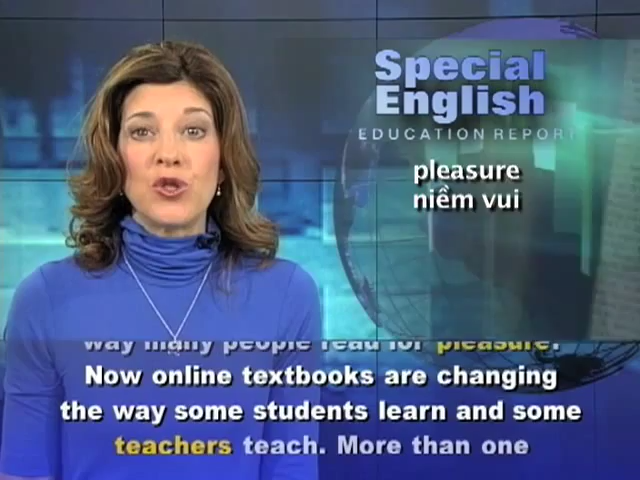 Special
English
EDUCATION REPORT
pleasure
niềm vui
way many people read for pleasure.
Now online textbooks are changing
the way some students learn and some
teachers teach. More than one